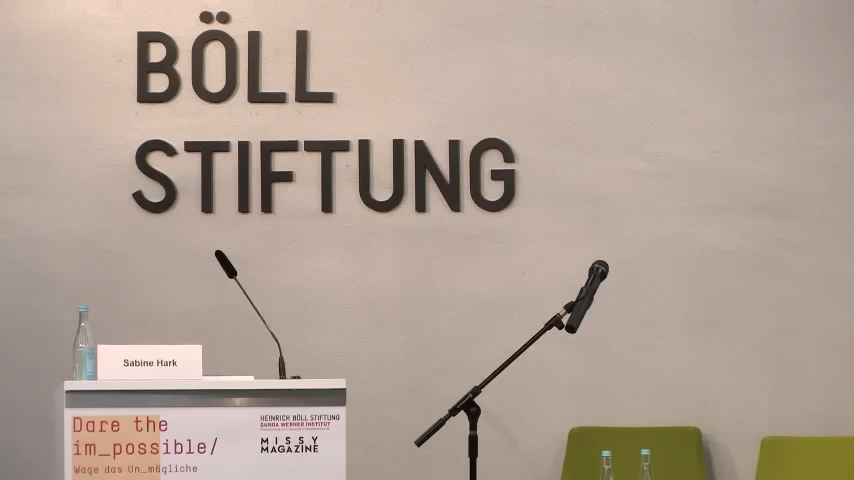 BÖLL
STIFTUNG
Sabine Hark
Dare the
im_possible/
Wage das Un_mögliche
HEINRICH BÖLL STIFTUNG
GUNDA WERNER INSTITUT
MISSY
MAGAZINE